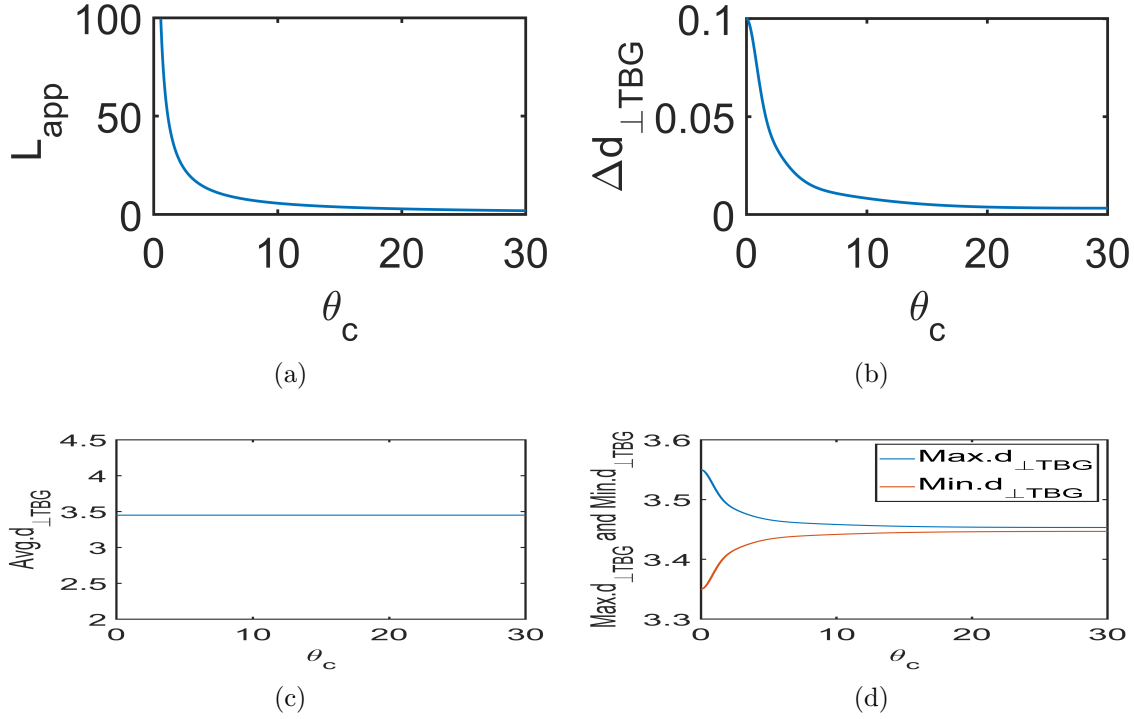 100
50
0
L_app
0 10 20 30
θ_c
(a)
0.1
0.05
0
Δd_⊥TBG
0 10 20 30
θ_c
(b)
4.5
4
3.5
3
2.5
2
Avg.d_⊥TBG
0 10 20 30
θ_c
(c)
3.6
3.5
3.4
3.3
Max.d_⊥TBG and Min.d_⊥TBG
Max.d_⊥TBG
Min.d_⊥TBG
0 10 20 30
θ_c
(d)